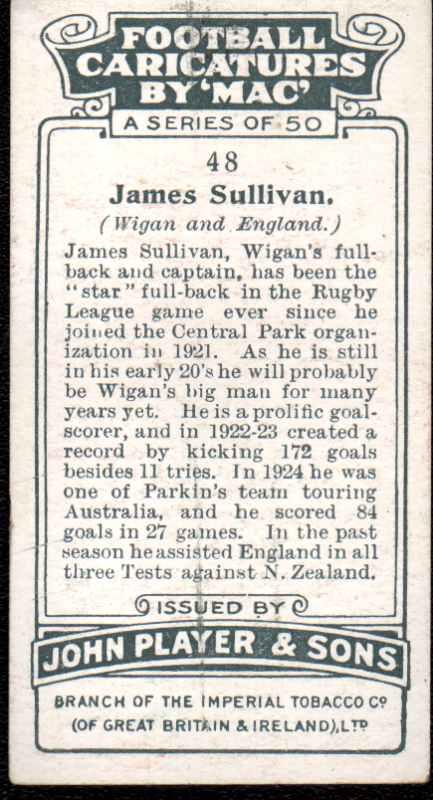 FOOTBALL
CARICATURES
BY 'MAC'
A SERIES OF 50
48
James Sullivan.
(Wigan and England.)
James Sullivan, Wigan's full-
back and captain, has been the
"star" full-back in the Rugby
League game ever since he
joined the Central Park organ-
ization in 1921. As he is still
in his early 20's he will probably
be Wigan's big man for many
years yet. He is a prolific goal-
scorer, and in 1922-23 created a
record by kicking 172 goals
besides 11 tries. In 1924 he was
one of Parkin's team touring
Australia, and he scored 84
goals in 27 games. In the past
season he assisted England in all
three Tests against N. Zealand.
ISSUED BY
JOHN PLAYER & SONS
BRANCH OF THE IMPERIAL TOBACCO Cº
(OF GREAT BRITAIN & IRELAND), LTD